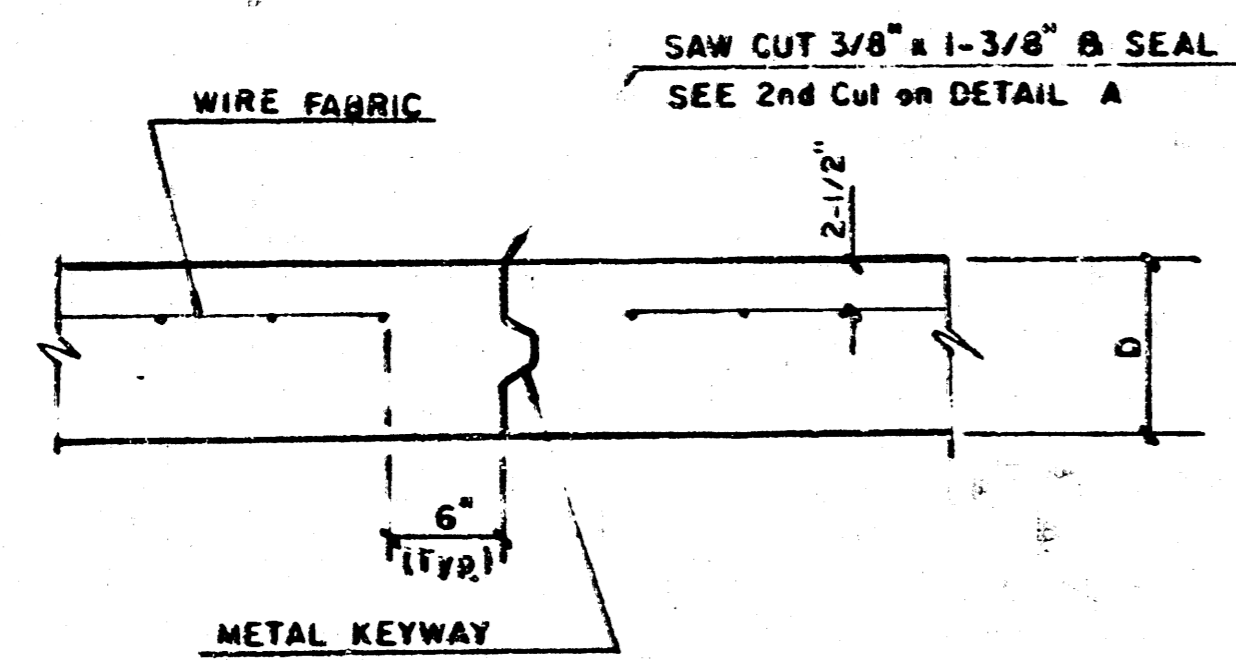 SAW CUT 3/8" x 1-3/8" & SEAL
SEE 2nd Cut on DETAIL A
WIRE FABRIC
2-1/2"
D
6"
(Typ.)
METAL KEYWAY